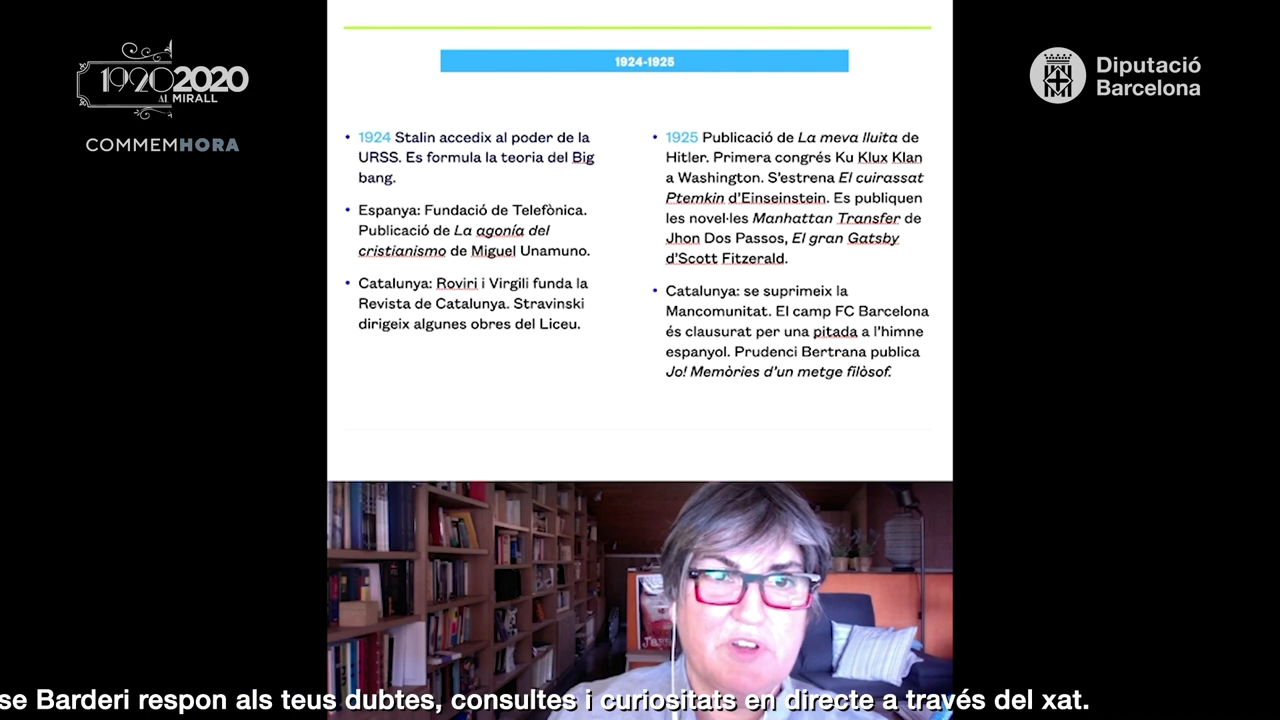 1920 2020
AL MIRALL
COMMEMHORA
Diputació
Barcelona
1924-1925
• 1924 Stalin accedix al poder de la
URSS. Es formula la teoria del Big
bang.
• Espanya: Fundació de Telefònica.
Publicació de La agonía del
cristianismo de Miguel Unamuno.
• Catalunya: Roviri i Virgili funda la
Revista de Catalunya. Stravinski
dirigeix algunes obres del Liceu.
• 1925 Publicació de La meva lluita de
Hitler. Primera congrés Ku Klux Klan
a Washington. S'estrena El cuirassat
Ptemkin d'Einseinstein. Es publiquen
les novel·les Manhattan Transfer de
Jhon Dos Passos, El gran Gatsby
d'Scott Fitzerald.
• Catalunya: se suprimeix la
Mancomunitat. El camp FC Barcelona
és clausurat per una pitada a l'himne
espanyol. Prudenci Bertrana publica
Jo! Memòries d'un metge filòsof.
se Barderi respon als teus dubtes, consultes i curiositats en directe a través del xat.